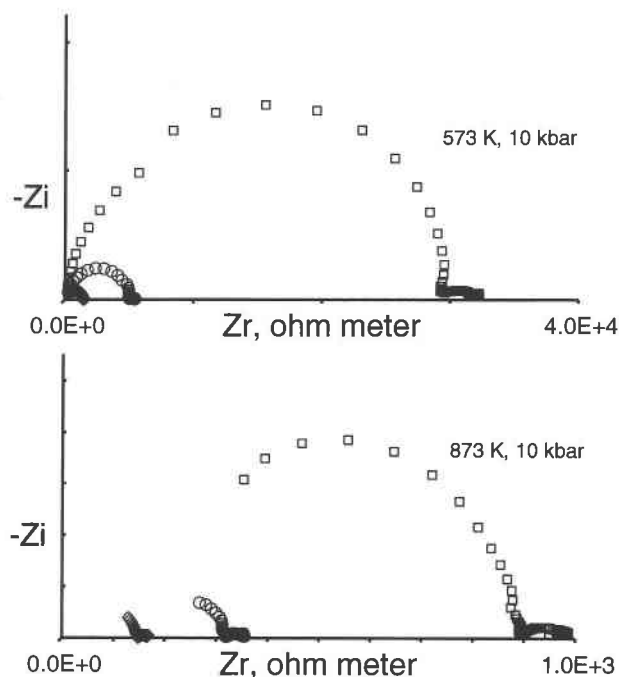 573 K, 10 kbar
-Zi
0.0E+0
Zr, ohm meter
4.0E+4
873 K, 10 kbar
-Zi
0.0E+0
Zr, ohm meter
1.0E+3